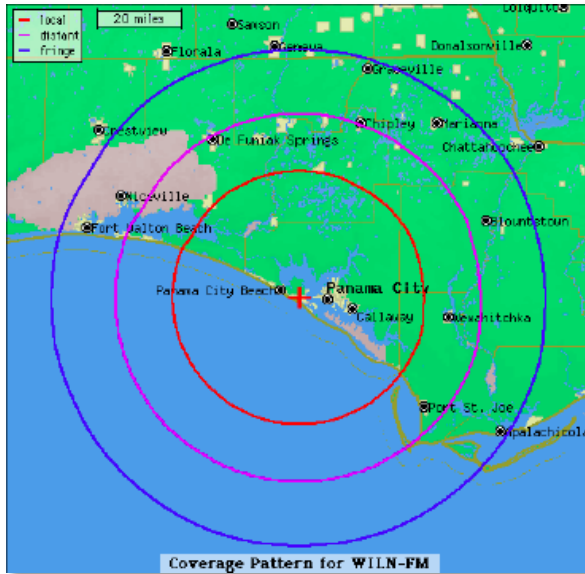 local
distant
fringe
20 miles
Samson
Colquitt
Florala
Geneva
Donalsonville
Graceville
Crestview
De Funiak Springs
Chipley
Marianna
Chattahoochee
Niceville
Fort Walton Beach
Blountstown
Panama City Beach
Panama City
Callaway
Wewahitchka
Port St. Joe
Apalachicola
Coverage Pattern for WILN-FM